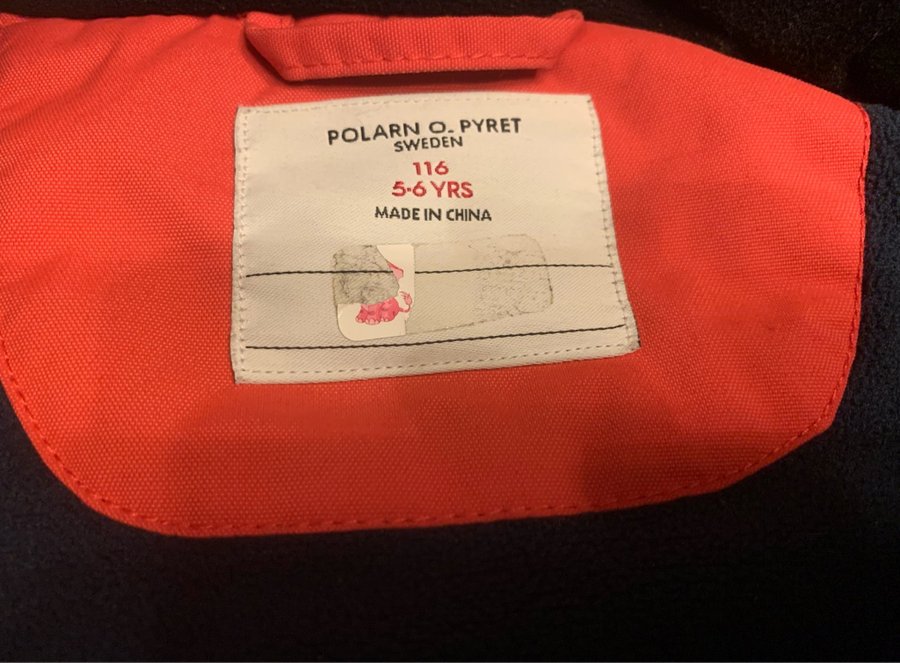 POLARN O. PYRET
SWEDEN
116
5-6 YRS
MADE IN CHINA